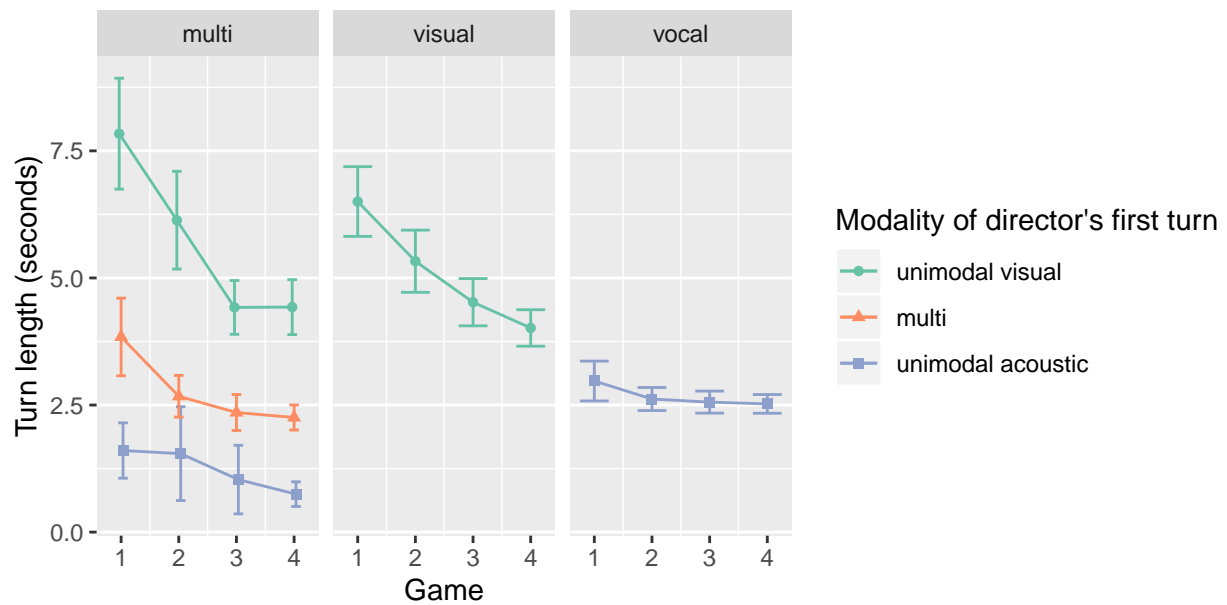 multi
visual
vocal
Turn length (seconds)
7.5
5.0
2.5
0.0
1 2 3 4
1 2 3 4
1 2 3 4
Game
Modality of director's first turn
unimodal visual
multi
unimodal acoustic